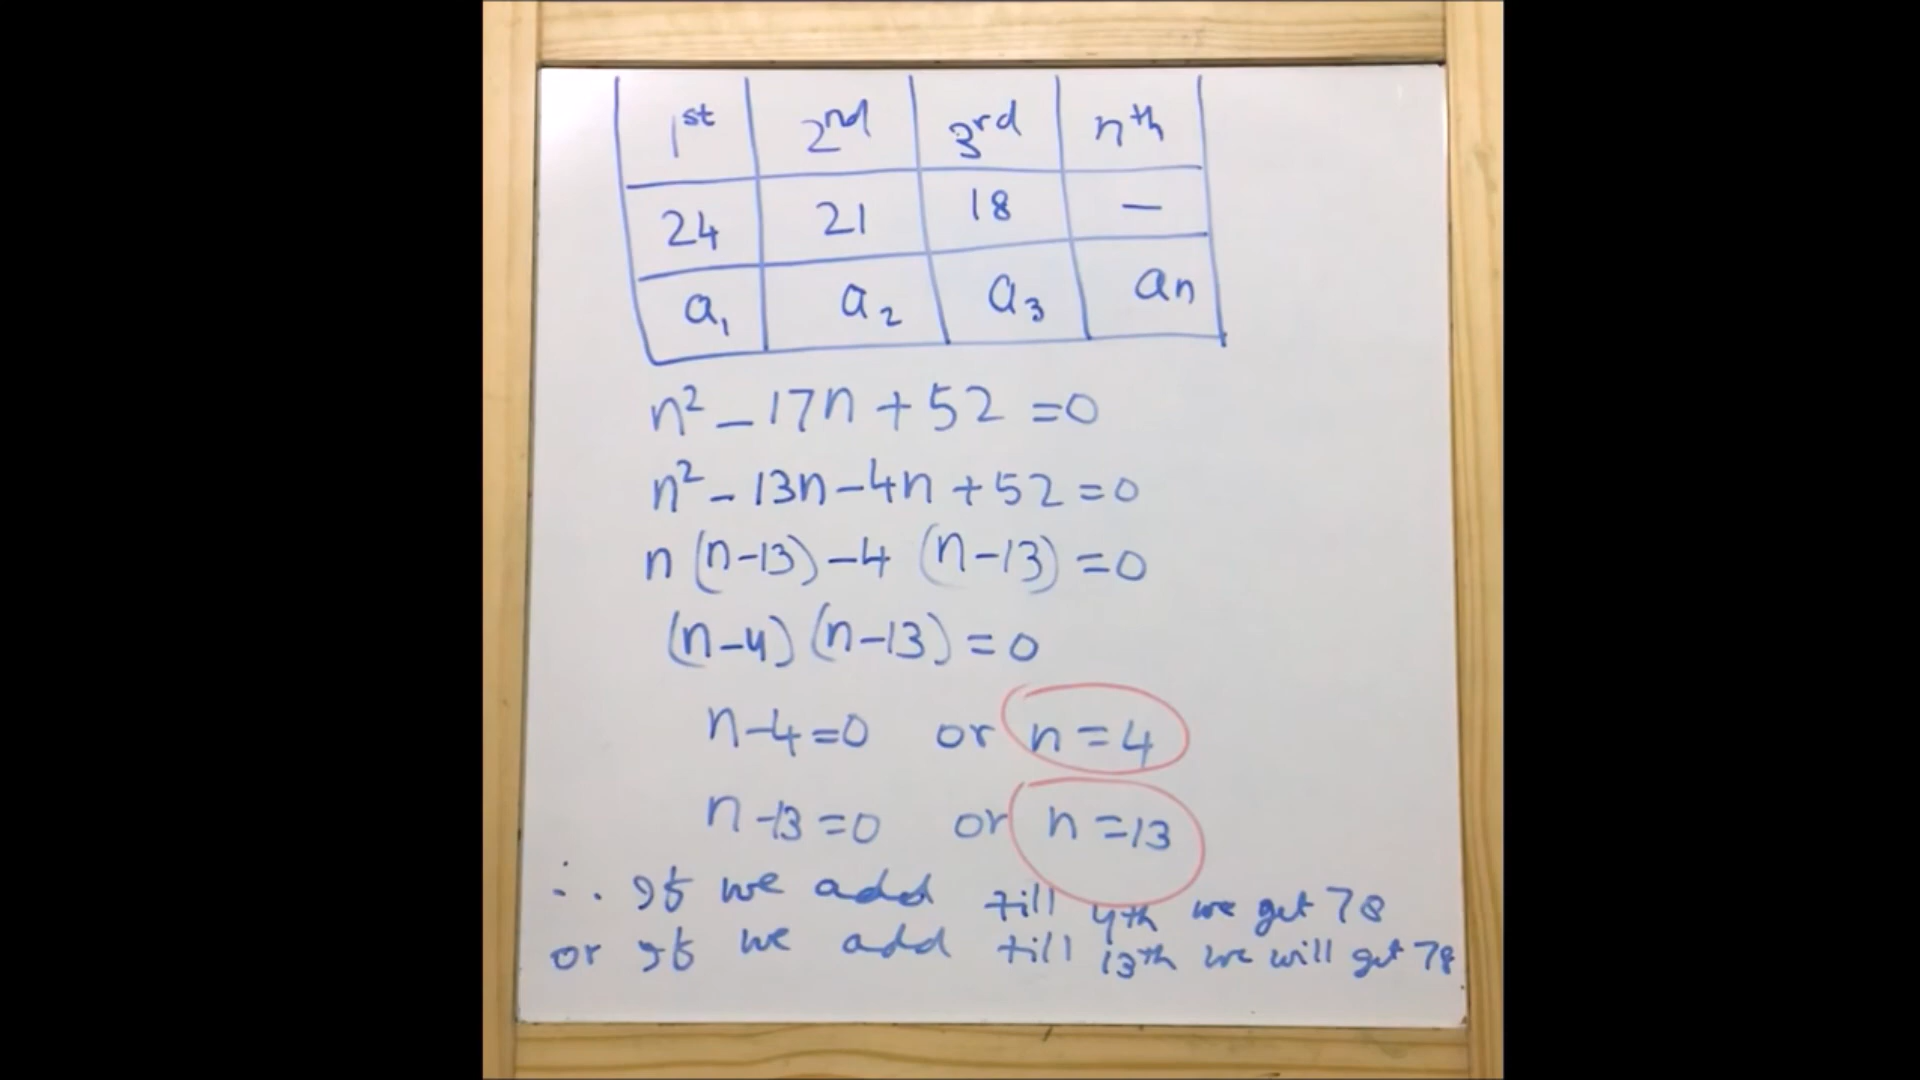 1st 2nd 3rd nth
24 21 18 —
a₁ a₂ a₃ an
n² - 17n + 52 = 0
n² - 13n - 4n + 52 = 0
n (n-13) - 4 (n-13) = 0
(n-4) (n-13) = 0
n-4=0 or n=4
n-13=0 or n=13
∴ If we add till 4th we get 78
or if we add till 13th we will get 78